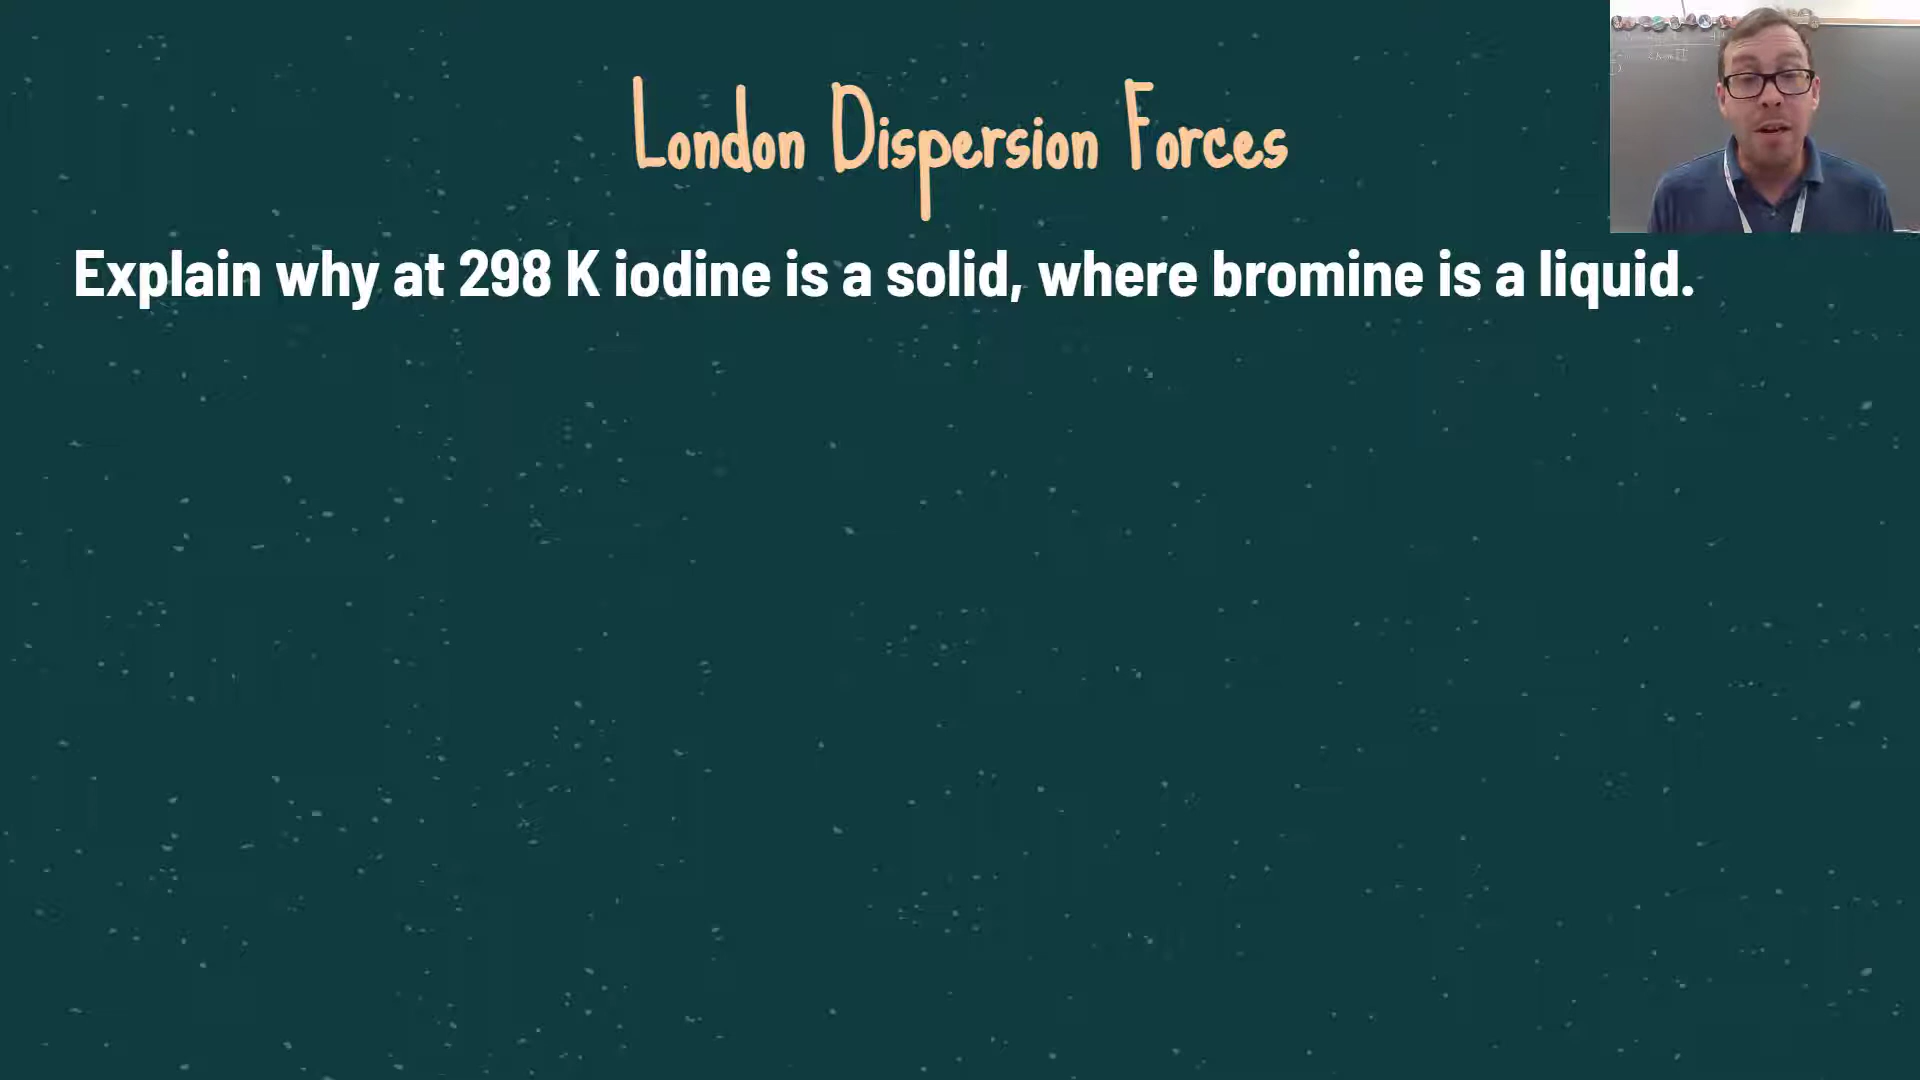 London Dispersion Forces
Explain why at 298 K iodine is a solid, where bromine is a liquid.